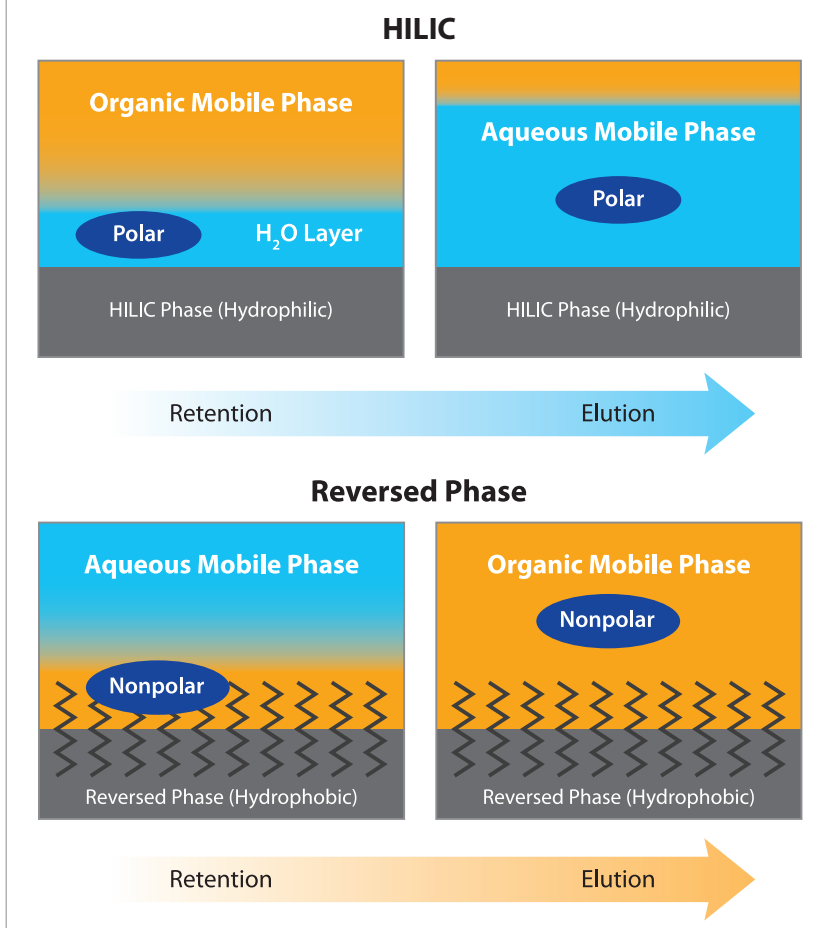 HILIC
Organic Mobile Phase
Polar
H₂O Layer
HILIC Phase (Hydrophilic)
Aqueous Mobile Phase
Polar
HILIC Phase (Hydrophilic)
Retention
Elution
Reversed Phase
Aqueous Mobile Phase
Nonpolar
Reversed Phase (Hydrophobic)
Organic Mobile Phase
Nonpolar
Reversed Phase (Hydrophobic)
Retention
Elution